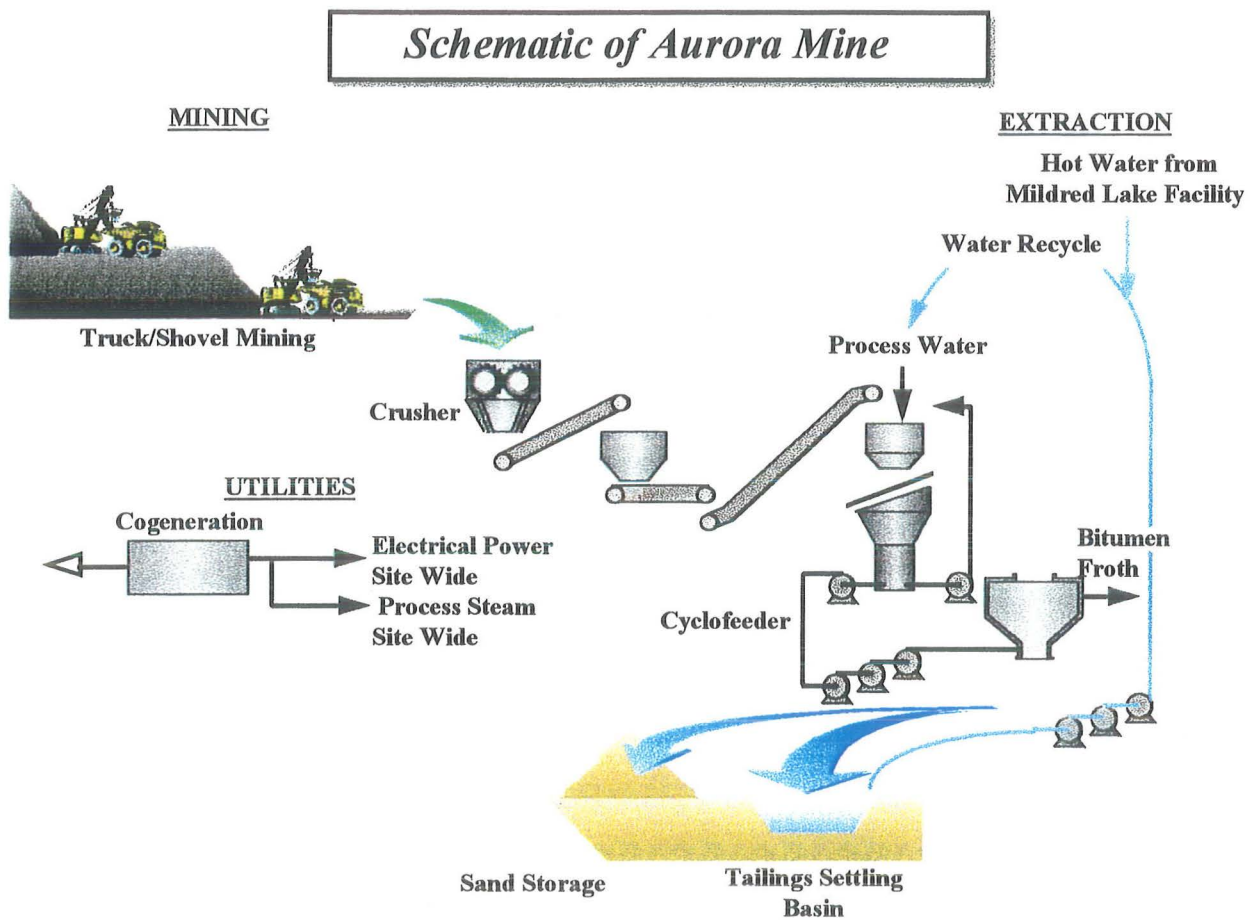 Schematic of Aurora Mine
MINING
EXTRACTION
Hot Water from
Mildred Lake Facility
Water Recycle
Truck/Shovel Mining
Process Water
Crusher
UTILITIES
Cogeneration
Electrical Power
Site Wide
Process Steam
Site Wide
Bitumen
Froth
Cyclofeeder
Sand Storage
Tailings Settling
Basin